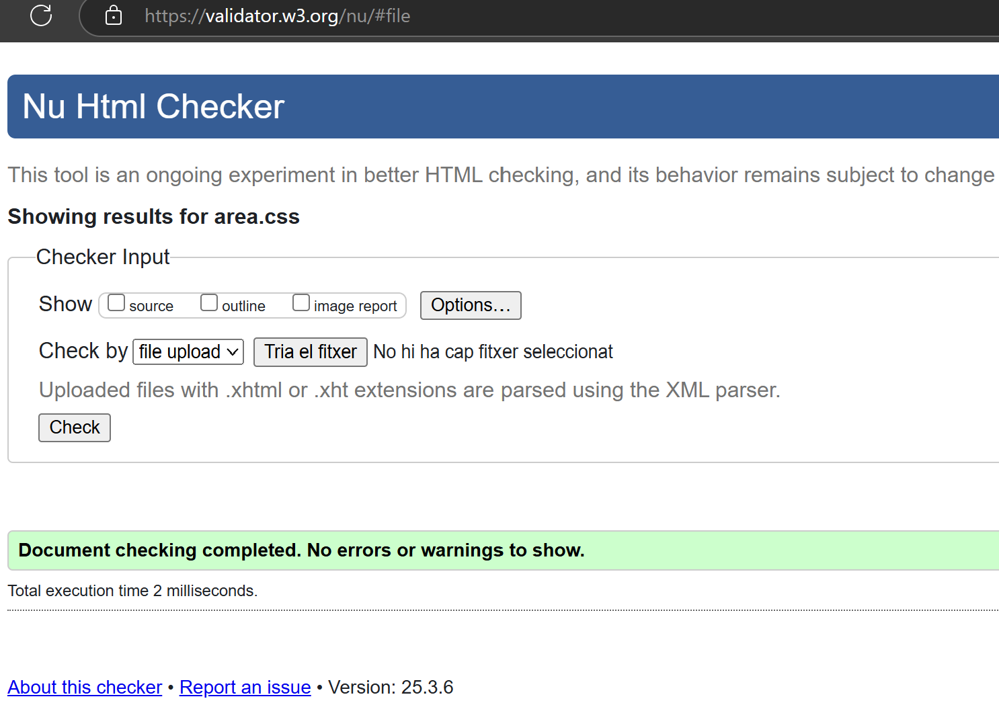 https://validator.w3.org/nu/#file
Nu Html Checker
This tool is an ongoing experiment in better HTML checking, and its behavior remains subject to change
Showing results for area.css
Checker Input
Show source outline image report Options…
Check by file upload Tria el fitxer No hi ha cap fitxer seleccionat
Uploaded files with .xhtml or .xht extensions are parsed using the XML parser.
Check
Document checking completed. No errors or warnings to show.
Total execution time 2 milliseconds.
About this checker • Report an issue • Version: 25.3.6